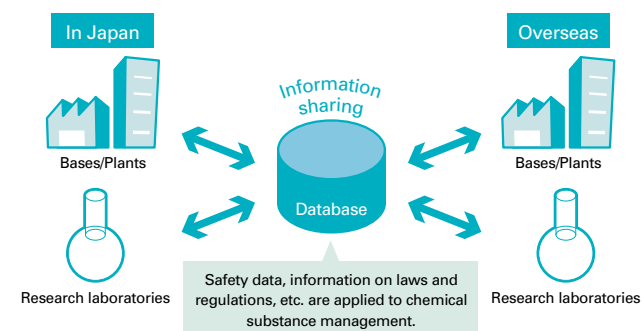 In Japan
Overseas
Information
sharing
Bases/Plants
Bases/Plants
Database
Research laboratories
Research laboratories
Safety data, information on laws and
regulations, etc. are applied to chemical
substance management.